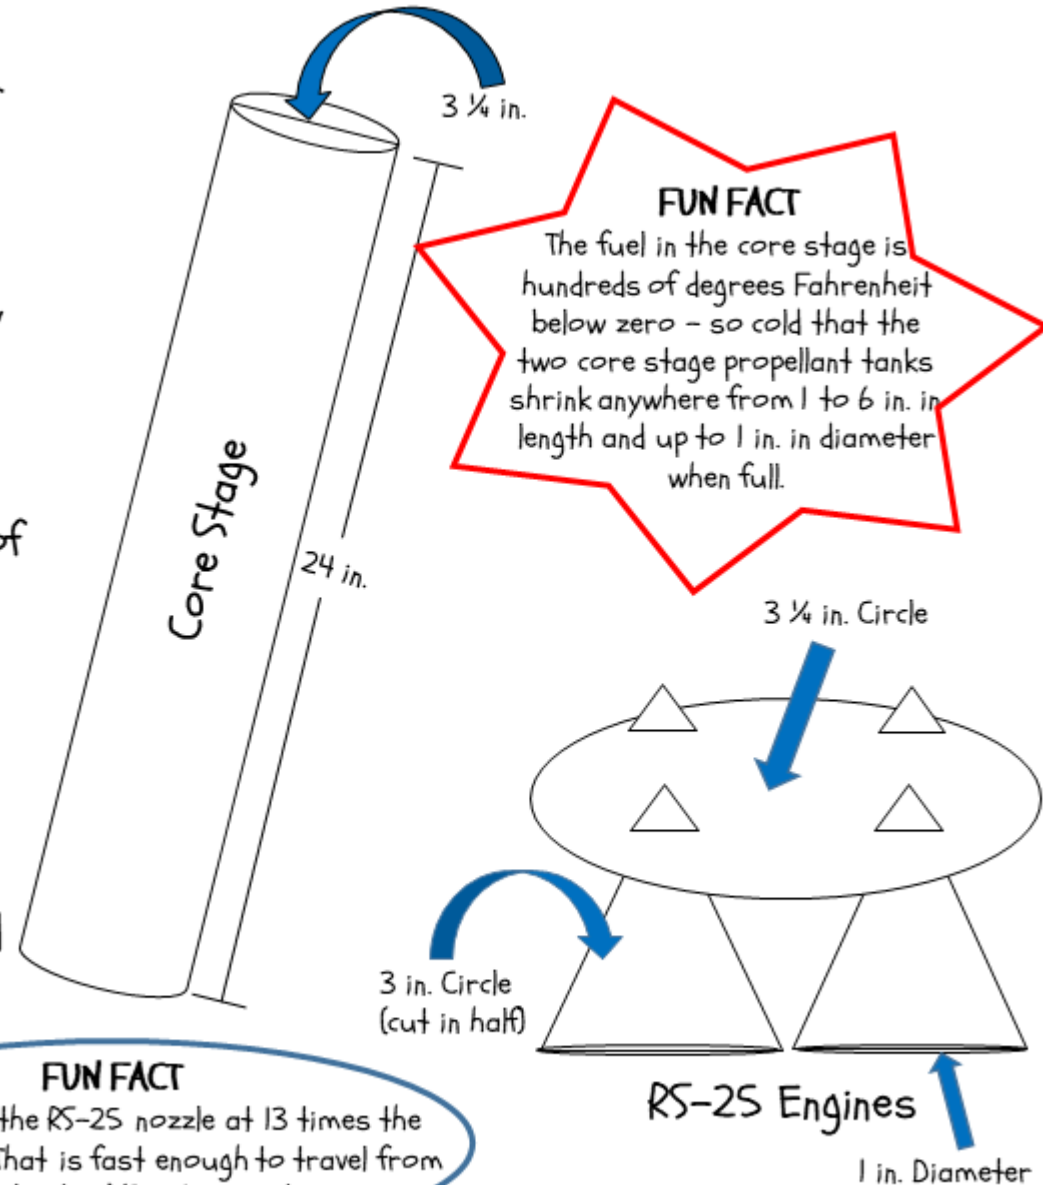 3 ¼ in.
FUN FACT
The fuel in the core stage is
hundreds of degrees Fahrenheit
below zero – so cold that the
two core stage propellant tanks
shrink anywhere from 1 to 6 in. in
length and up to 1 in. in diameter
when full.
Core Stage
of
24 in.
3 ¼ in. Circle
3 in. Circle
(cut in half)
RS-25 Engines
1 in. Diameter
FUN FACT
the RS-25 nozzle at 13 times the
That is fast enough to travel from